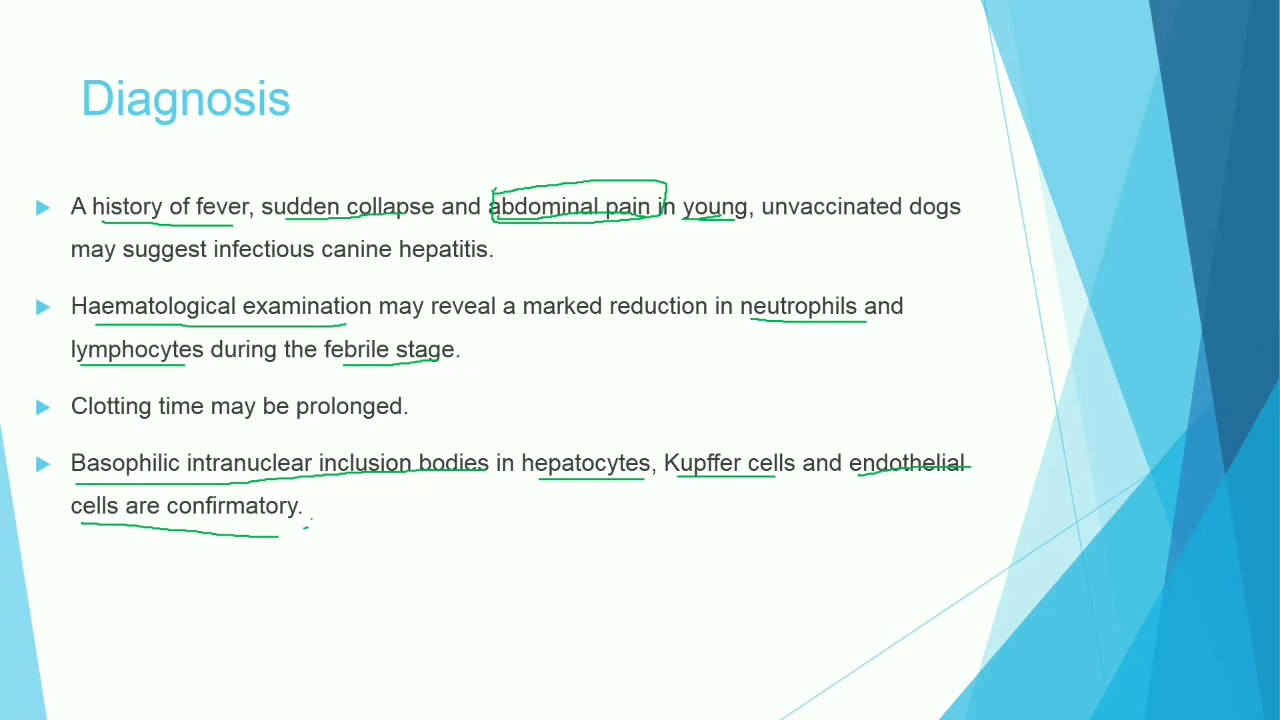 Diagnosis
A history of fever, sudden collapse and abdominal pain in young, unvaccinated dogs
may suggest infectious canine hepatitis.
Haematological examination may reveal a marked reduction in neutrophils and
lymphocytes during the febrile stage.
Clotting time may be prolonged.
Basophilic intranuclear inclusion bodies in hepatocytes, Kupffer cells and endothelial
cells are confirmatory.